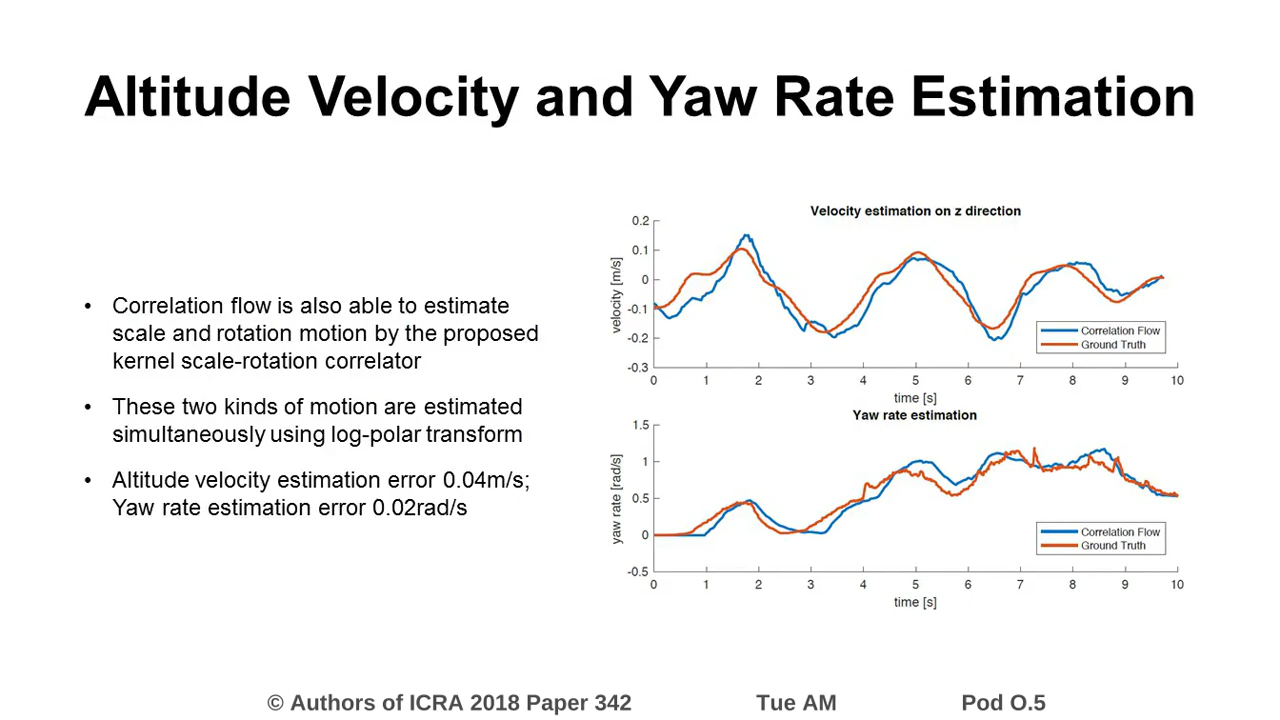 Altitude Velocity and Yaw Rate Estimation
• Correlation flow is also able to estimate
scale and rotation motion by the proposed
kernel scale-rotation correlator
• These two kinds of motion are estimated
simultaneously using log-polar transform
• Altitude velocity estimation error 0.04m/s;
Yaw rate estimation error 0.02rad/s
Velocity estimation on z direction
velocity [m/s]
0.2
0.1
0
-0.1
-0.2
-0.3
Correlation Flow
Ground Truth
0 1 2 3 4 5 6 7 8 9 10
time [s]
Yaw rate estimation
yaw rate [rad/s]
1.5
1
0.5
0
-0.5
Correlation Flow
Ground Truth
0 1 2 3 4 5 6 7 8 9 10
time [s]
© Authors of ICRA 2018 Paper 342 Tue AM Pod O.5